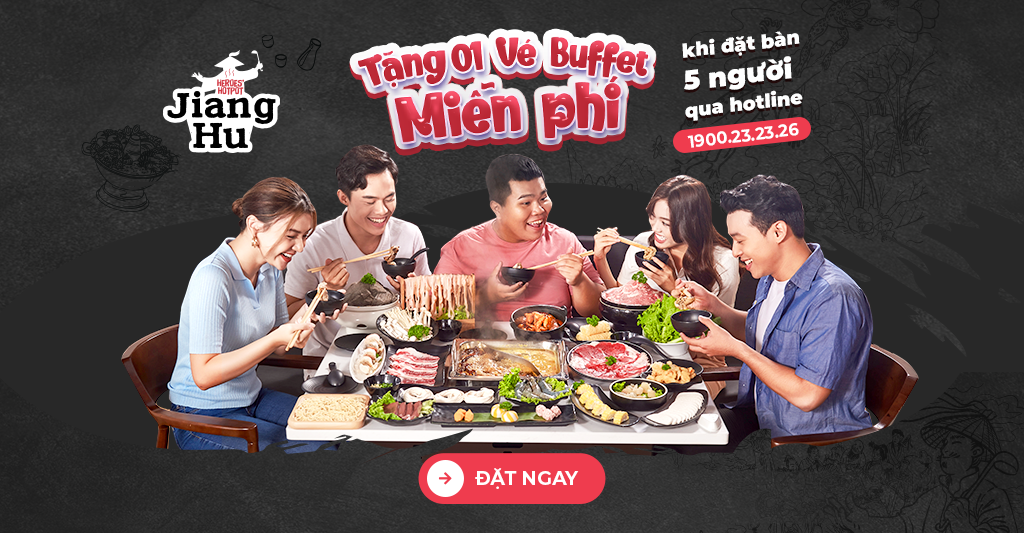 HEROES' HOTPOT
Jiang
Hu
Tặng 01 Vé Buffet
Miễn phí
khi đặt bàn
5 người
qua hotline
1900.23.23.26
ĐẶT NGAY